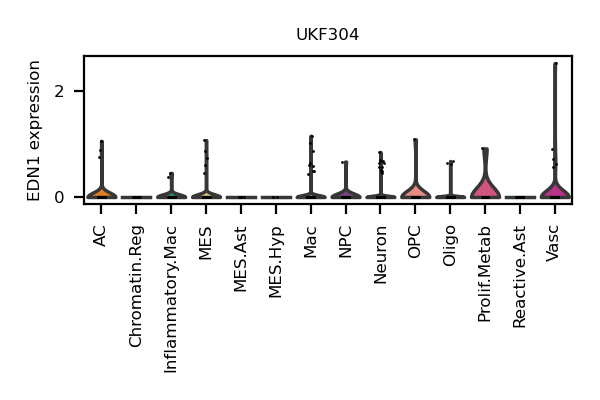 UKF304
EDN1 expression
2
0
AC
Chromatin.Reg
Inflammatory.Mac
MES
MES.Ast
MES.Hyp
Mac
NPC
Neuron
OPC
Oligo
Prolif.Metab
Reactive.Ast
Vasc